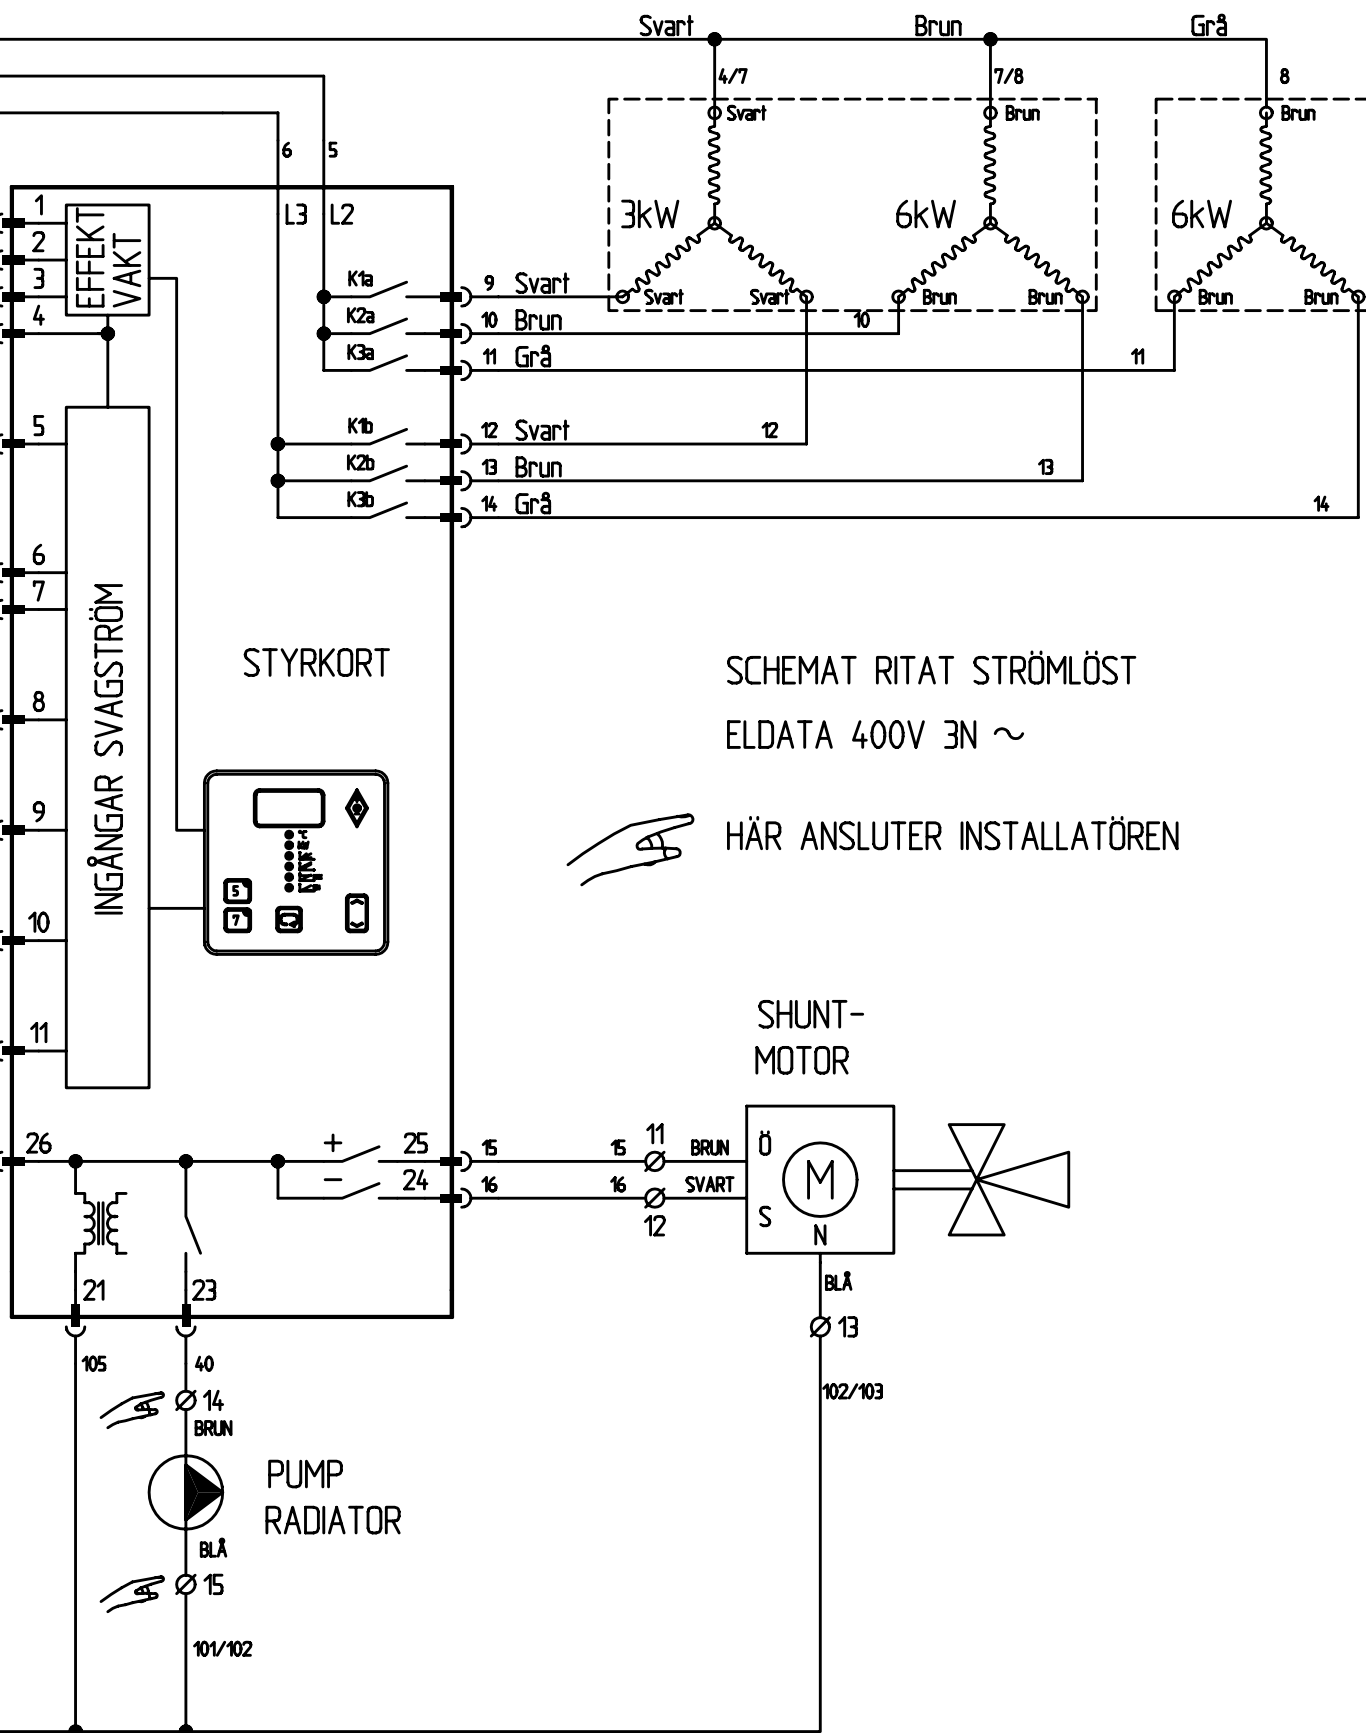 Svart Brun Grå
4/7 7/8 8
Svart Brun Brun
6 5
1
L3 L2 3kW 6kW 6kW
2
EFFEKT
VAKT
3
K1a 9 Svart Svart Svart Brun Brun Brun Brun
4
K2a 10 Brun 10
K3a 11 Grå 11
5
K1b 12 Svart 12
K2b 13 Brun 13
K3b 14 Grå 14
6
7
INGÅNGAR SVAGSTRÖM
STYRKORT
SCHEMAT RITAT STRÖMLÖST
8
ELDATA 400V 3N ~
9
HÄR ANSLUTER INSTALLATÖREN
°C
5
7
10
11
SHUNT-
MOTOR
26 + 25 15 15 11 BRUN Ö
- 24 16 16 12 SVART S
M
N
21 23
BLÅ
13
105 40
102/103
14
BRUN
PUMP
RADIATOR
BLÅ
15
101/102